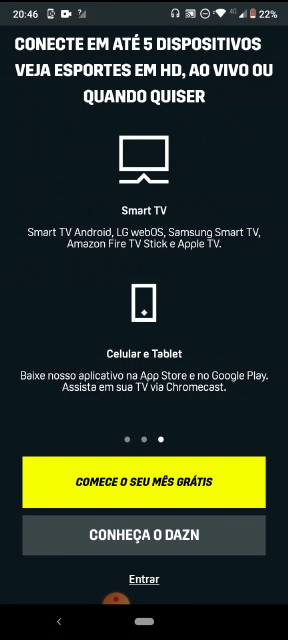 20:46
4G
22%
CONECTE EM ATÉ 5 DISPOSITIVOS
VEJA ESPORTES EM HD, AO VIVO OU
QUANDO QUISER
Smart TV
Smart TV Android, LG webOS, Samsung Smart TV,
Amazon Fire TV Stick e Apple TV.
Celular e Tablet
Baixe nosso aplicativo na App Store e no Google Play.
Assista em sua TV via Chromecast.
COMECE O SEU MÊS GRÁTIS
CONHEÇA O DAZN
Entrar